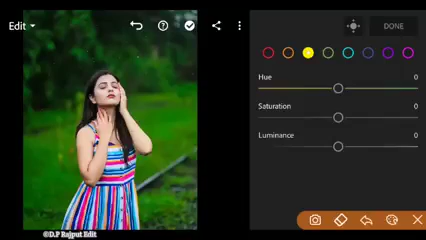 Edit
DONE
Hue 0
Saturation 0
Luminance 0
©D.P Rajput Edit